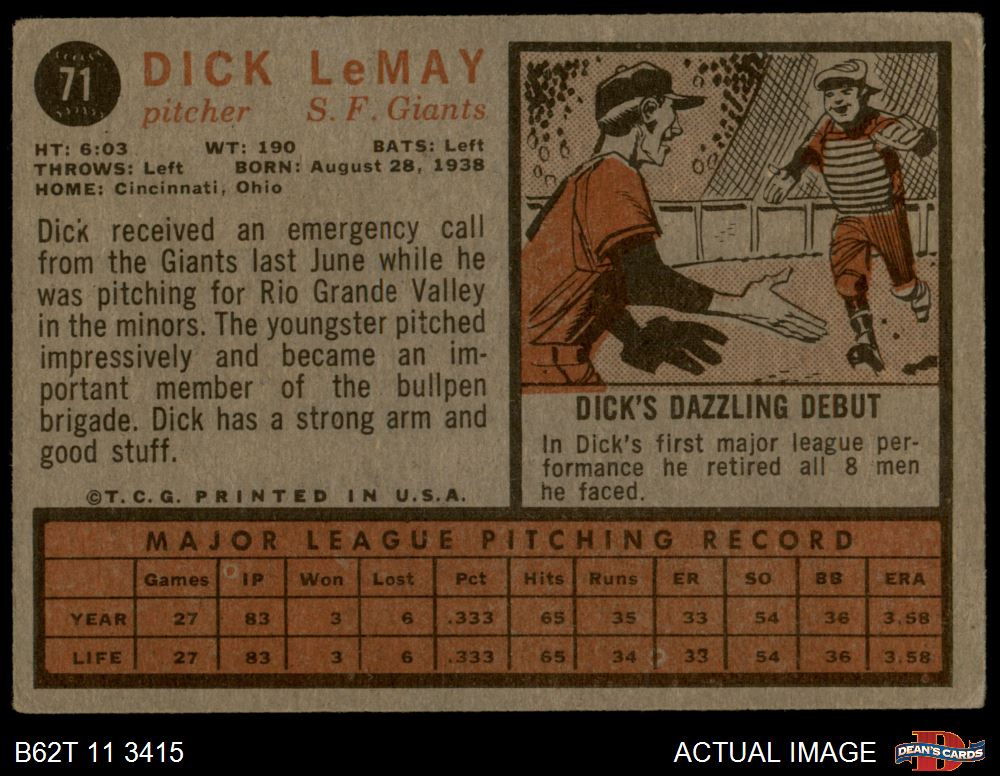 71
DICK LeMAY
pitcher S. F. Giants
HT: 6:03 WT: 190 BATS: Left
THROWS: Left BORN: August 28, 1938
HOME: Cincinnati, Ohio
Dick received an emergency call
from the Giants last June while he
was pitching for Rio Grande Valley
in the minors. The youngster pitched
impressively and became an im-
portant member of the bullpen
brigade. Dick has a strong arm and
good stuff.
©T.C.G. PRINTED IN U.S.A.
DICK'S DAZZLING DEBUT
In Dick's first major league per-
formance he retired all 8 men
he faced.
MAJOR LEAGUE PITCHING RECORD
Games IP Won Lost Pct Hits Runs ER SO BB ERA
YEAR 27 83 3 6 .333 65 35 33 54 36 3.58
LIFE 27 83 3 6 .333 65 34 33 54 36 3.58
B62T 11 3415 ACTUAL IMAGE DEAN'S CARDS